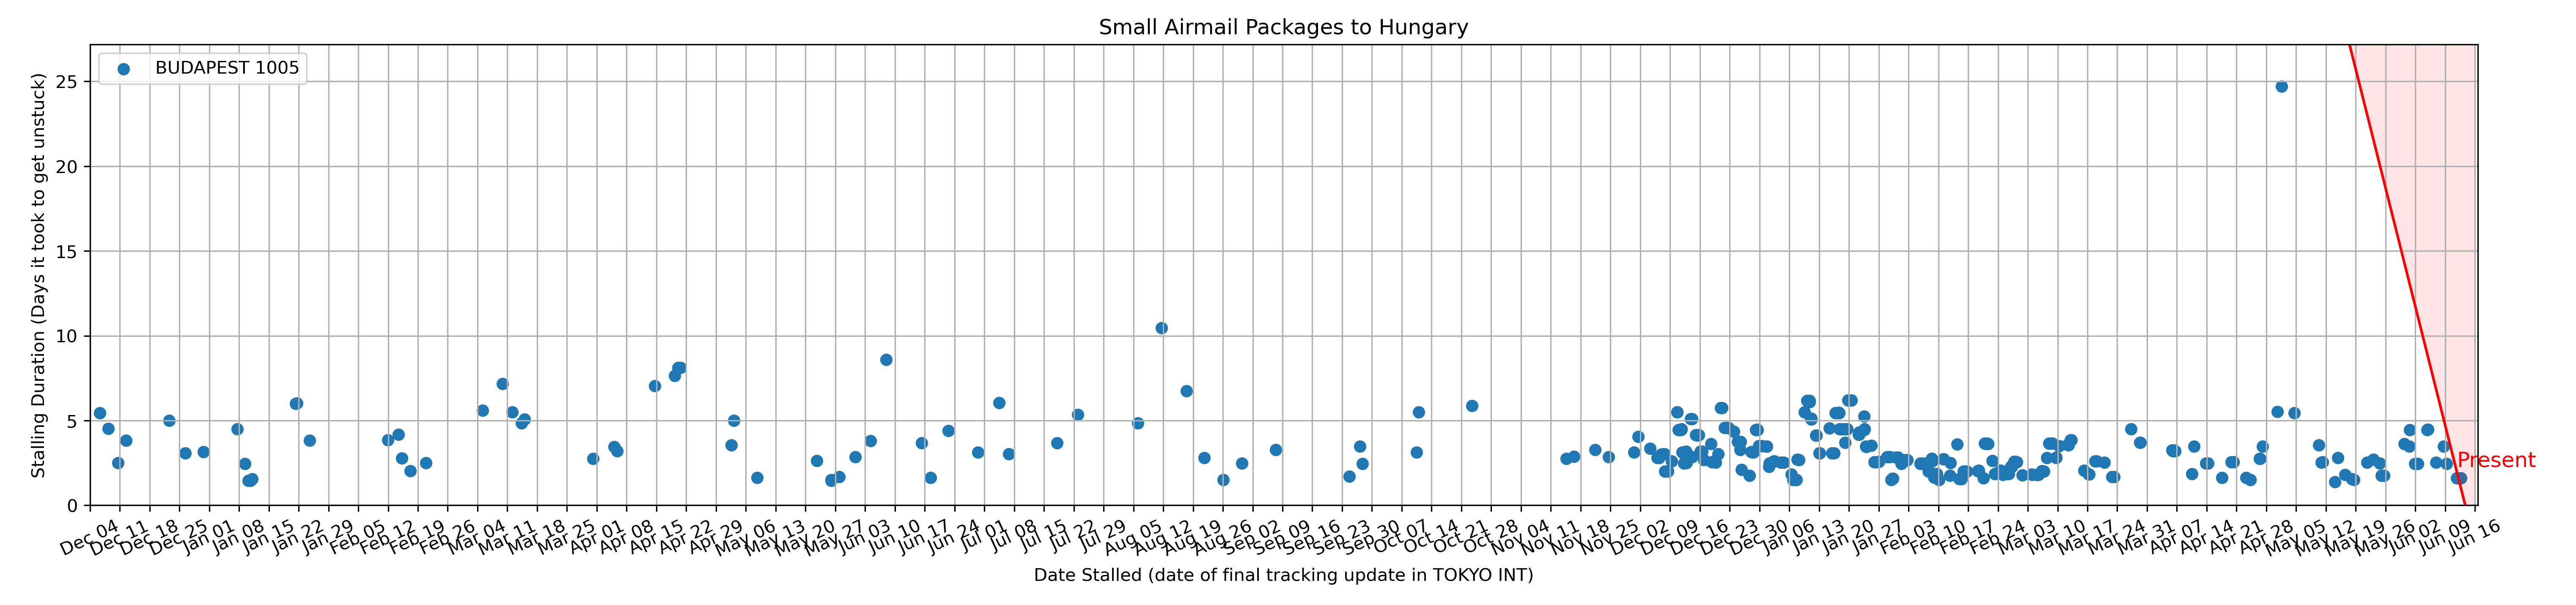 Small Airmail Packages to Hungary
BUDAPEST 1005
Stalling Duration (Days it took to get unstuck)
25
20
15
10
5
0
Present
Dec 04 Dec 11 Dec 18 Dec 25 Jan 01 Jan 08 Jan 15 Jan 22 Jan 29 Feb 05 Feb 12 Feb 19 Feb 26 Mar 04 Mar 11 Mar 18 Mar 25 Apr 01 Apr 08 Apr 15 Apr 22 Apr 29 May 06 May 13 May 20 May 27 Jun 03 Jun 10 Jun 17 Jun 24 Jul 01 Jul 08 Jul 15 Jul 22 Jul 29 Aug 05 Aug 12 Aug 19 Aug 26 Sep 02 Sep 09 Sep 16 Sep 23 Sep 30 Oct 07 Oct 14 Oct 21 Oct 28 Nov 04 Nov 11 Nov 18 Nov 25 Dec 02 Dec 09 Dec 16 Dec 23 Dec 30 Jan 06 Jan 13 Jan 20 Jan 27 Feb 03 Feb 10 Feb 17 Feb 24 Mar 03 Mar 10 Mar 17 Mar 24 Mar 31 Apr 07 Apr 14 Apr 21 Apr 28 May 05 May 12 May 19 May 26 Jun 02 Jun 09 Jun 16
Date Stalled (date of final tracking update in TOKYO INT)